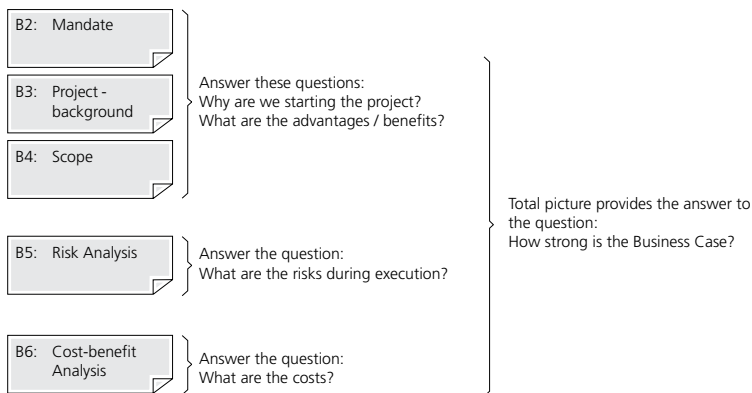 B2: Mandate
B3: Project -
background
B4: Scope
Answer these questions:
Why are we starting the project?
What are the advantages / benefits?
B5: Risk Analysis
Answer the question:
What are the risks during execution?
B6: Cost-benefit
Analysis
Answer the question:
What are the costs?
Total picture provides the answer to
the question:
How strong is the Business Case?